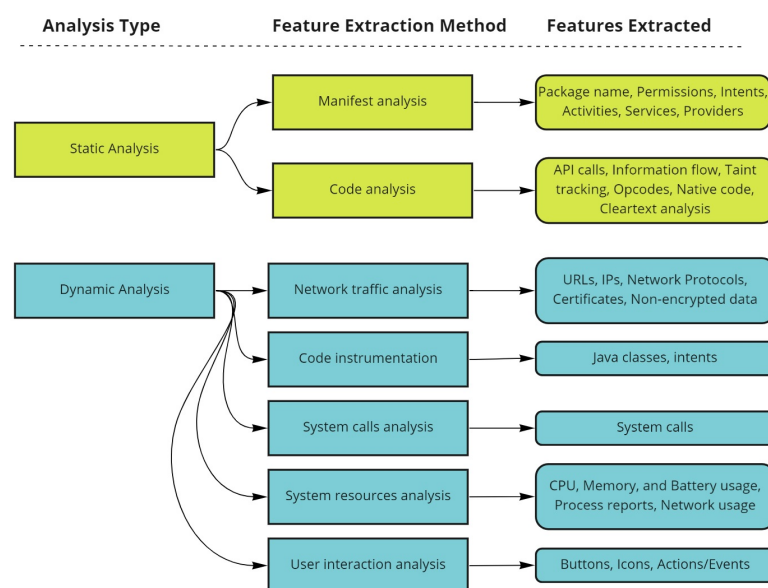 Analysis Type
Feature Extraction Method
Features Extracted
Static Analysis
Manifest analysis
Package name, Permissions, Intents,
Activities, Services, Providers
Code analysis
API calls, Information flow, Taint
tracking, Opcodes, Native code,
Cleartext analysis
Dynamic Analysis
Network traffic analysis
URLs, IPs, Network Protocols,
Certificates, Non-encrypted data
Code instrumentation
Java classes, intents
System calls analysis
System calls
System resources analysis
CPU, Memory, and Battery usage,
Process reports, Network usage
User interaction analysis
Buttons, Icons, Actions/Events